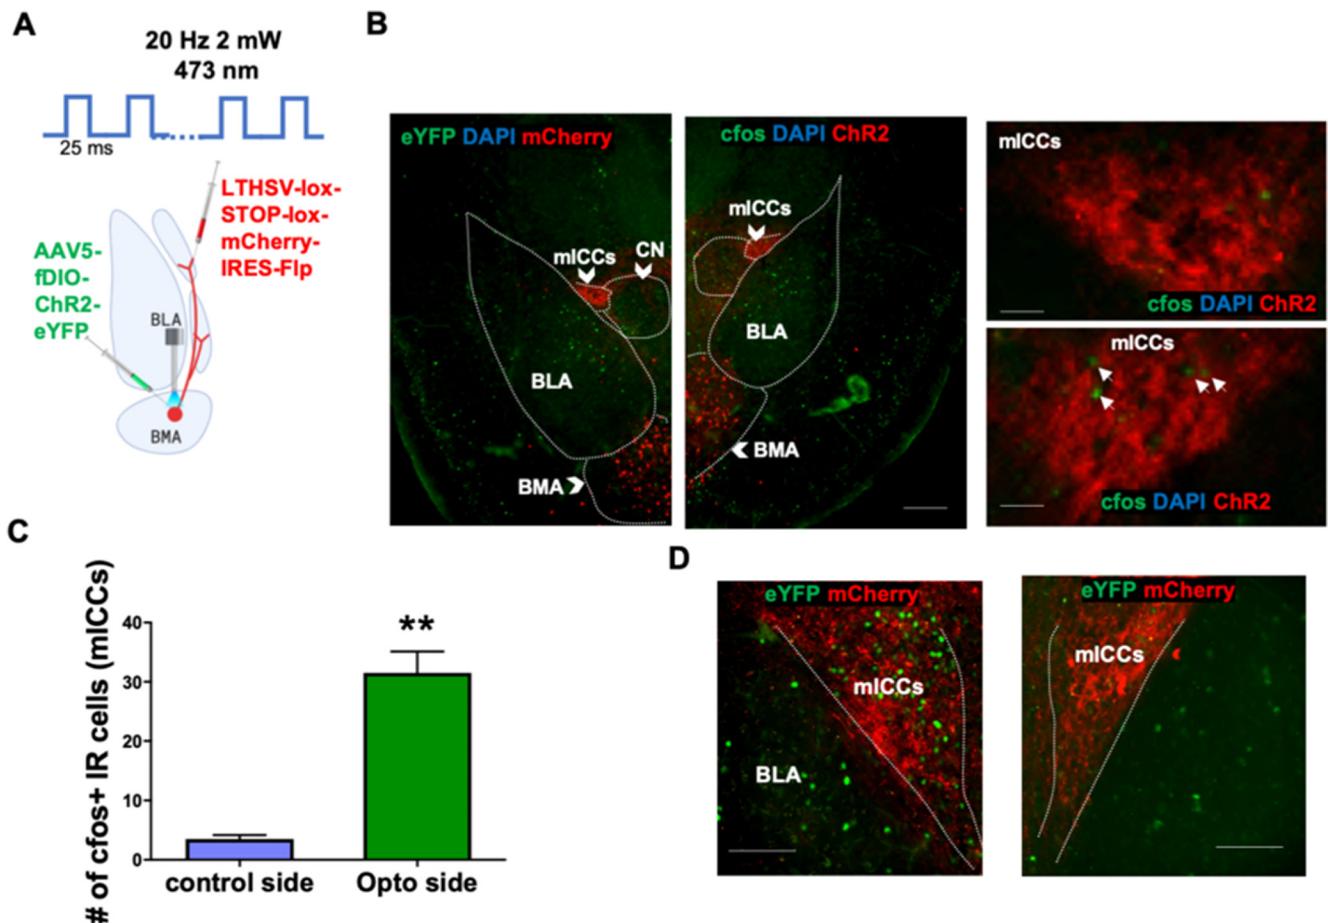 A
20 Hz 2 mW
473 nm
25 ms
LTHSV-lox-
STOP-lox-
mCherry-
IRES-Flp
AAV5-
fDIO-
ChR2-
eYFP
BLA
BMA
B
eYFP DAPI mCherry
mICCs
CN
BLA
BMA
cfos DAPI ChR2
mICCs
BLA
BMA
mICCs
cfos DAPI ChR2
mICCs
cfos DAPI ChR2
C
# of cfos+ IR cells (mICCs)
40
30
20
10
0
**
control side
Opto side
D
eYFP mCherry
mICCs
BLA
eYFP mCherry
mICCs